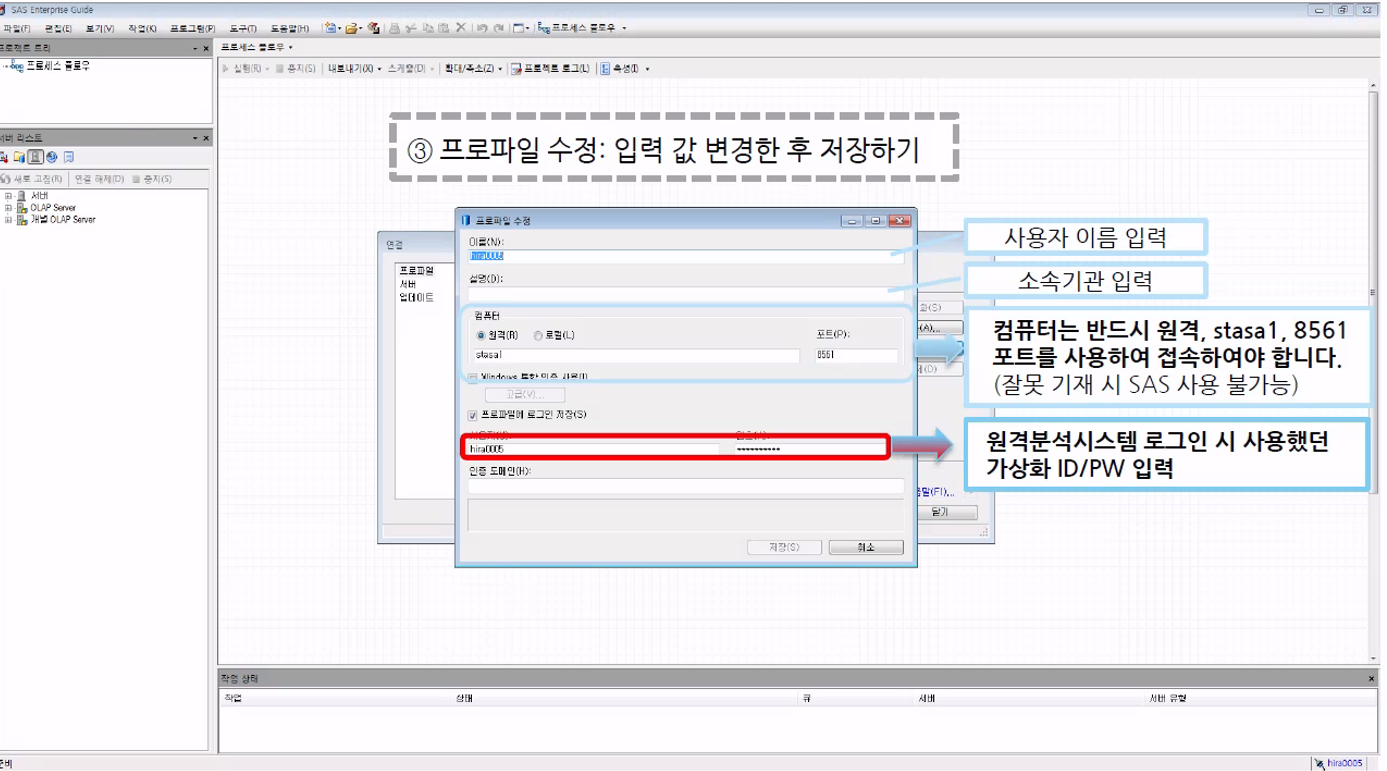 SAS Enterprise Guide
파일(F) 편집(E) 보기(V) 작업(K) 프로그램(P) 도구(T) 도움말(H) 프로세스 플로우
프로젝트 트리
프로세스 플로우
프로세스 플로우
실행(R) 중지(S) 내보내기(X) 스케줄(D) 확대/축소(Z) 프로젝트 로그(L) 속성(I)
서버 리스트
새로 고침(R) 연결 해제(D) 중지(S)
서버
OLAP Server
개별 OLAP Server
③ 프로파일 수정: 입력 값 변경한 후 저장하기
연결
프로파일
서버
업데이트
프로파일 수정
이름(N):
hira0005
설명(D):
컴퓨터
원격(R) 로컬(L)
포트(P):
stasa1
8561
Windows 통합 인증 사용(I)
고급(V)...
프로파일에 로그인 저장(S)
hira0005
**********
인증 도메인(H):
저장(S) 취소
(A)...
(D)
닫기
사용자 이름 입력
소속기관 입력
컴퓨터는 반드시 원격, stasa1, 8561
포트를 사용하여 접속하여야 합니다.
(잘못 기재 시 SAS 사용 불가능)
원격분석시스템 로그인 시 사용했던
가상화 ID/PW 입력
작업 상태
작업 상태 큐 서버 서버 유형
hira0005